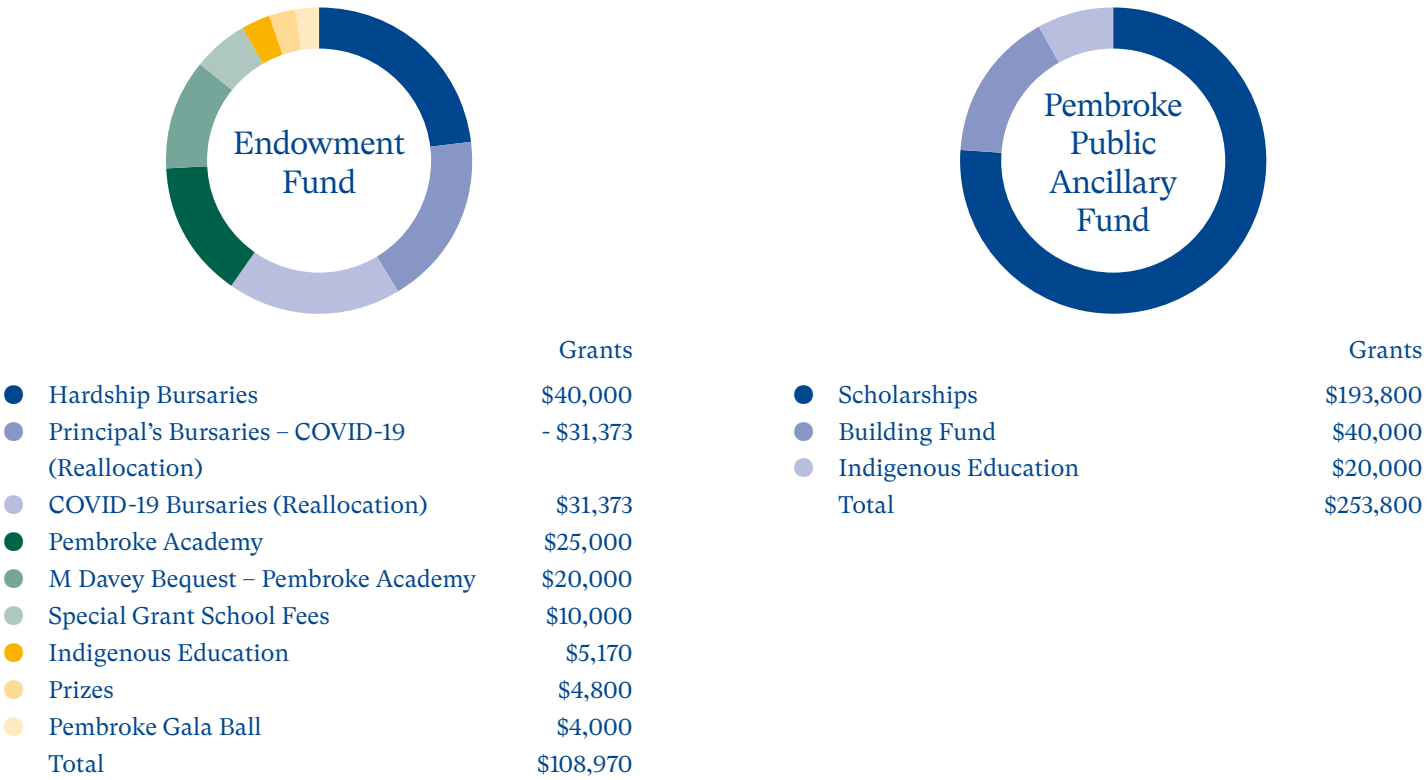 Endowment
Fund
Grants
Hardship Bursaries $40,000
Principal's Bursaries – COVID-19 - $31,373
(Reallocation)
COVID-19 Bursaries (Reallocation) $31,373
Pembroke Academy $25,000
M Davey Bequest – Pembroke Academy $20,000
Special Grant School Fees $10,000
Indigenous Education $5,170
Prizes $4,800
Pembroke Gala Ball $4,000
Total $108,970
Pembroke
Public
Ancillary
Fund
Grants
Scholarships $193,800
Building Fund $40,000
Indigenous Education $20,000
Total $253,800